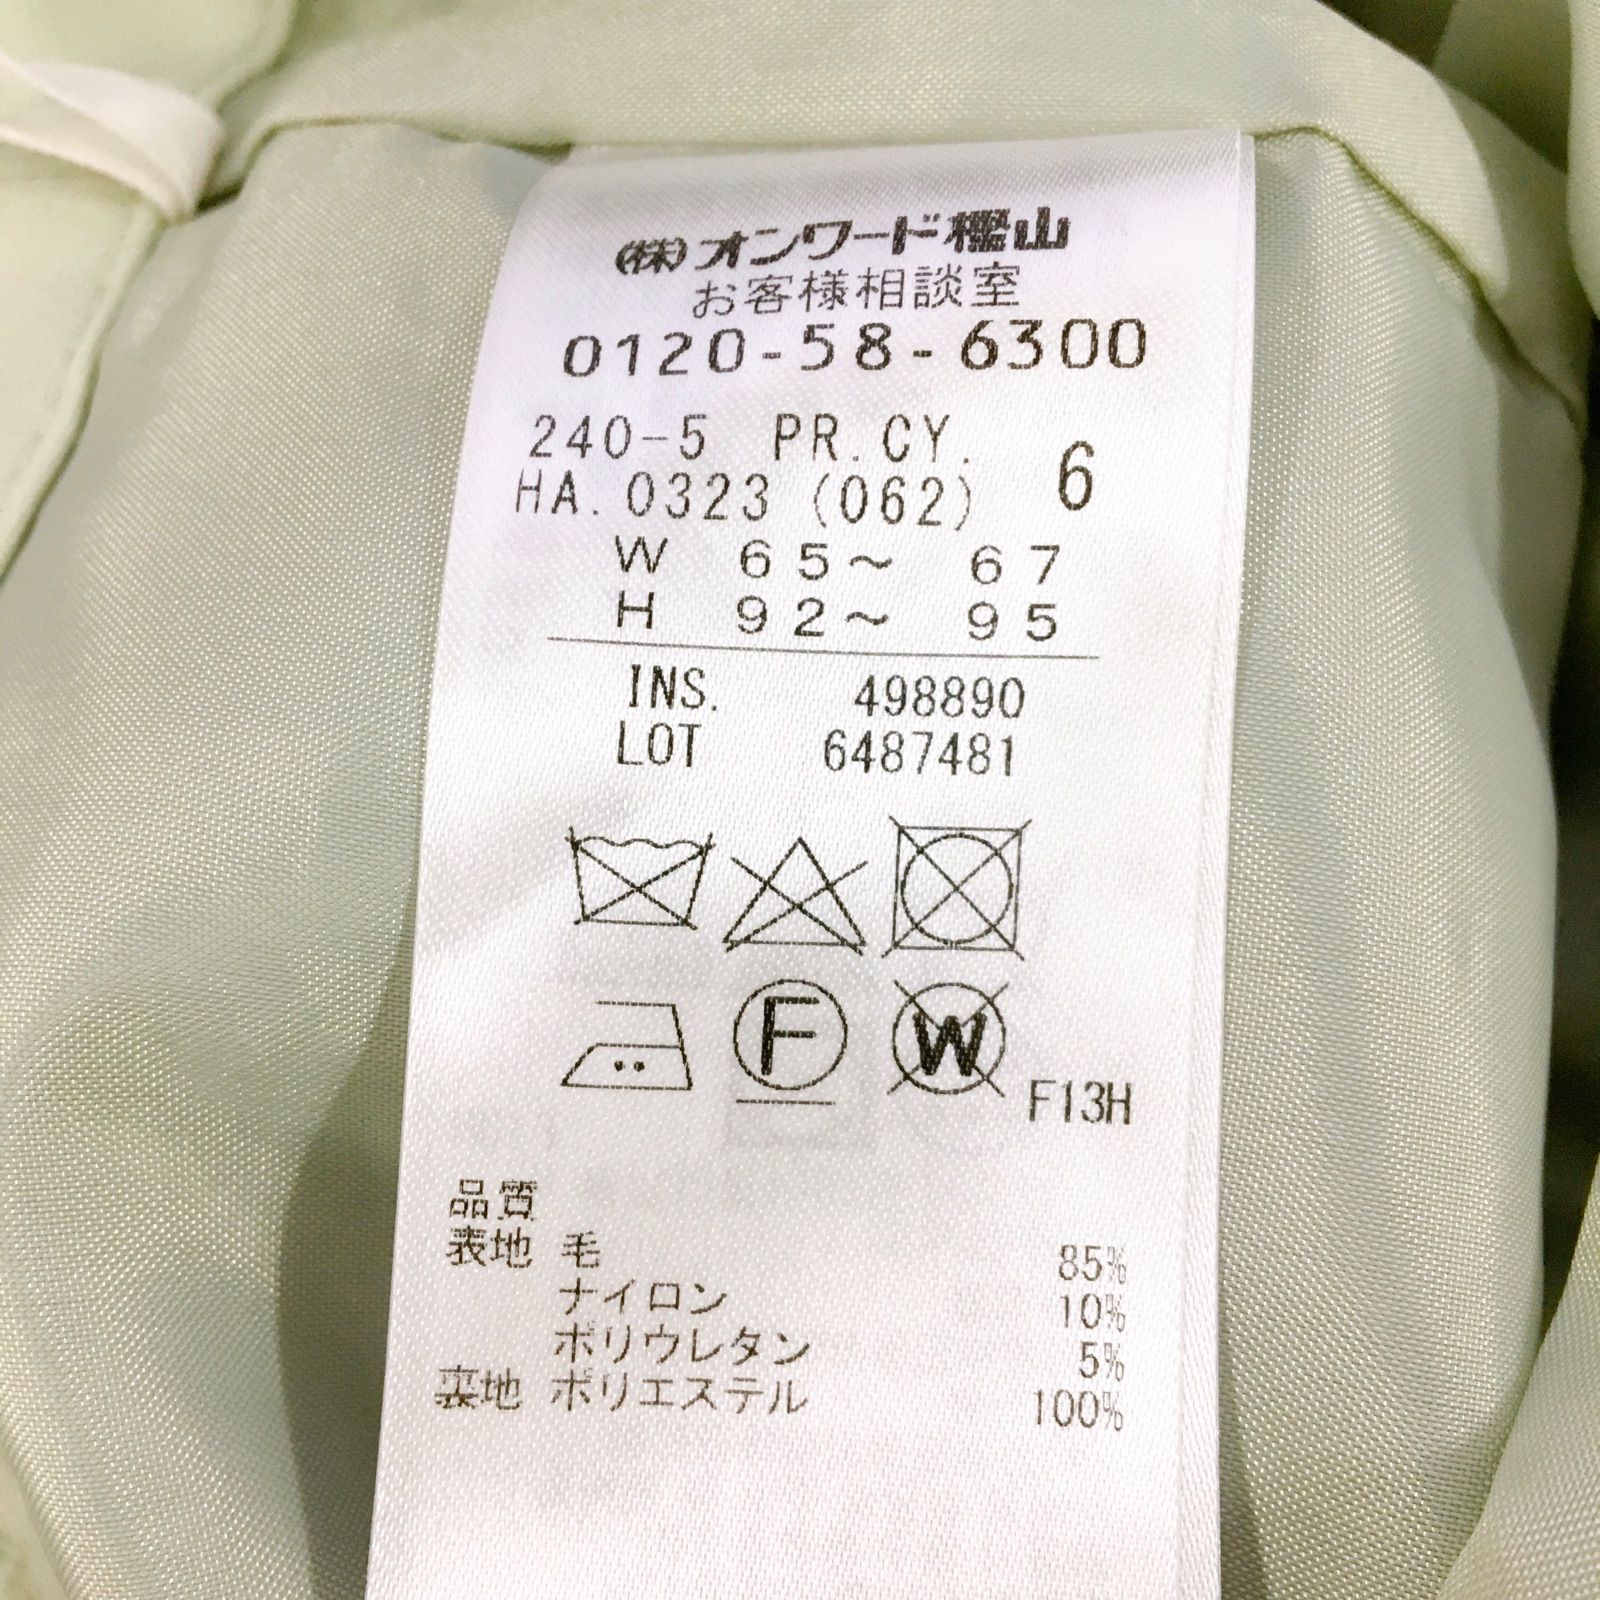 (株)オンワード樫山
お客様相談室
0120-58-6300
240-5 PR.CY. 6
HA.0323(062)
W 65～ 67
H 92～ 95
INS. 498890
LOT 6487481
F W F13H
品質
表地 毛 85%
ナイロン 10%
ポリウレタン 5%
裏地 ポリエステル 100%